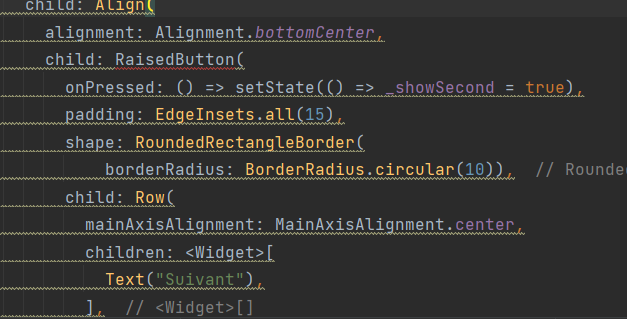 child: Align(
alignment: Alignment.bottomCenter,
child: RaisedButton(
onPressed: () => setState(() => _showSecond = true),
padding: EdgeInsets.all(15),
shape: RoundedRectangleBorder(
borderRadius: BorderRadius.circular(10)), // Rounde
child: Row(
mainAxisAlignment: MainAxisAlignment.center,
children: <Widget>[
Text("Suivant"),
], // <Widget>[]